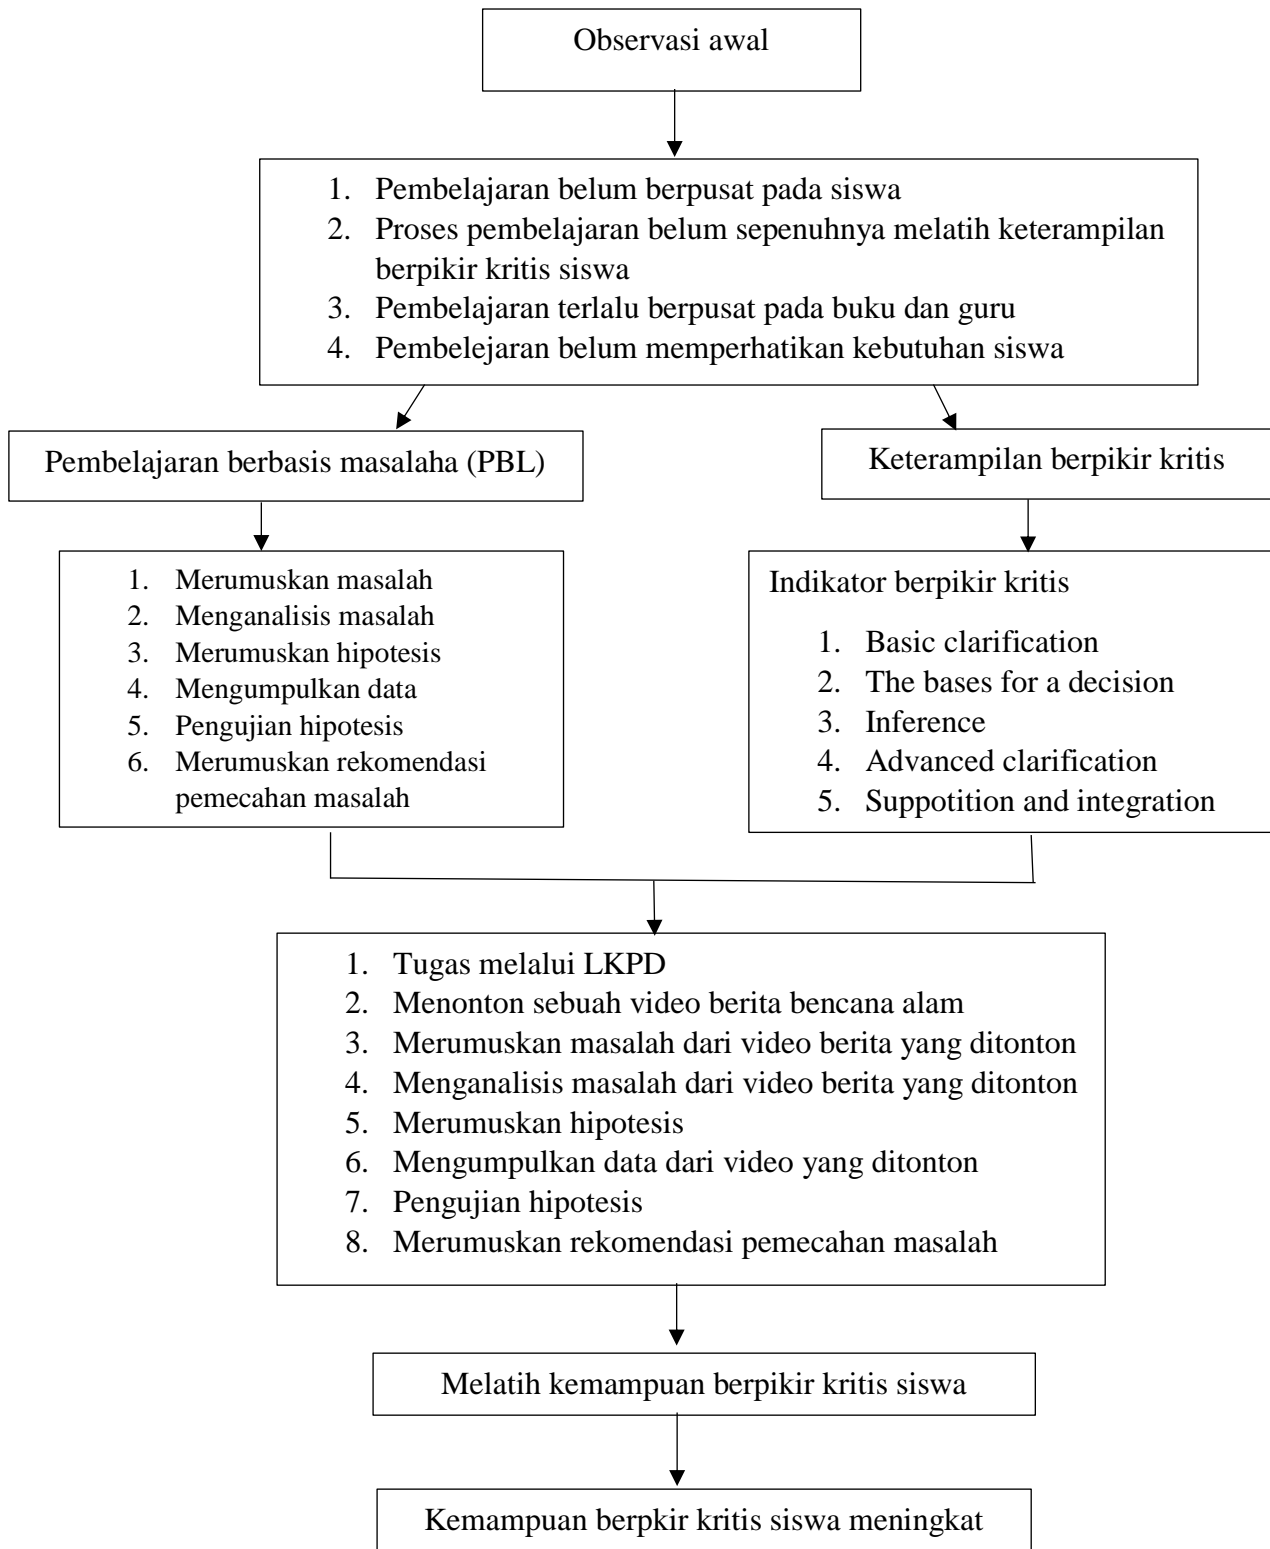 Observasi awal
1. Pembelajaran belum berpusat pada siswa
2. Proses pembelajaran belum sepenuhnya melatih keterampilan
berpikir kritis siswa
3. Pembelajaran terlalu berpusat pada buku dan guru
4. Pembelejaran belum memperhatikan kebutuhan siswa
Pembelajaran berbasis masalaha (PBL)
1. Merumuskan masalah
2. Menganalisis masalah
3. Merumuskan hipotesis
4. Mengumpulkan data
5. Pengujian hipotesis
6. Merumuskan rekomendasi
pemecahan masalah
Keterampilan berpikir kritis
Indikator berpikir kritis
1. Basic clarification
2. The bases for a decision
3. Inference
4. Advanced clarification
5. Suppotition and integration
1. Tugas melalui LKPD
2. Menonton sebuah video berita bencana alam
3. Merumuskan masalah dari video berita yang ditonton
4. Menganalisis masalah dari video berita yang ditonton
5. Merumuskan hipotesis
6. Mengumpulkan data dari video yang ditonton
7. Pengujian hipotesis
8. Merumuskan rekomendasi pemecahan masalah
Melatih kemampuan berpikir kritis siswa
Kemampuan berpkir kritis siswa meningkat